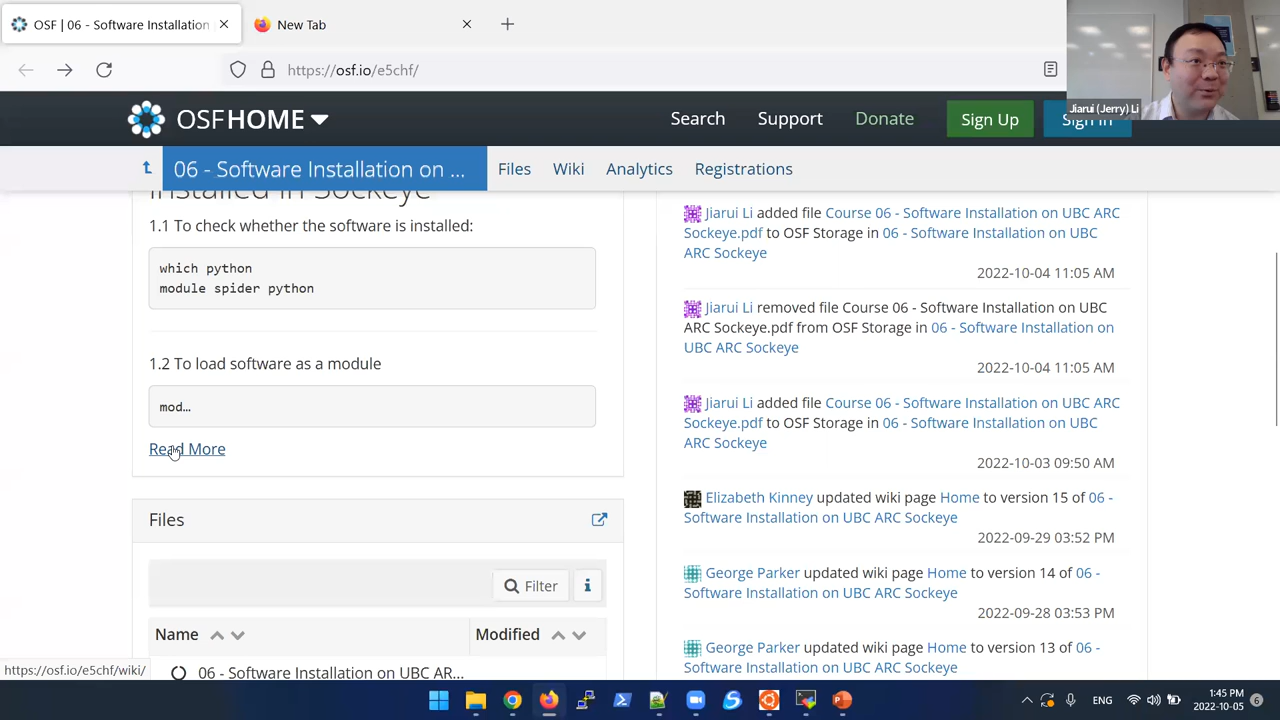 OSF | 06 - Software Installation
New Tab
https://osf.io/e5chf/
OSFHOME
Search
Support
Donate
Sign Up
Sign In
Jiarui (Jerry) Li
06 - Software Installation on ...
Files
Wiki
Analytics
Registrations
Installed in Sockeye
1.1 To check whether the software is installed:
which python
module spider python
1.2 To load software as a module
mod…
Read More
Files
Filter
Name
Modified
06 - Software Installation on UBC AR...
Jiarui Li added file Course 06 - Software Installation on UBC ARC
Sockeye.pdf to OSF Storage in 06 - Software Installation on UBC
ARC Sockeye
2022-10-04 11:05 AM
Jiarui Li removed file Course 06 - Software Installation on UBC
ARC Sockeye.pdf from OSF Storage in 06 - Software Installation on
UBC ARC Sockeye
2022-10-04 11:05 AM
Jiarui Li added file Course 06 - Software Installation on UBC ARC
Sockeye.pdf to OSF Storage in 06 - Software Installation on UBC
ARC Sockeye
2022-10-03 09:50 AM
Elizabeth Kinney updated wiki page Home to version 15 of 06 -
Software Installation on UBC ARC Sockeye
2022-09-29 03:52 PM
George Parker updated wiki page Home to version 14 of 06 -
Software Installation on UBC ARC Sockeye
2022-09-28 03:53 PM
George Parker updated wiki page Home to version 13 of 06 -
Software Installation on UBC ARC Sockeye
https://osf.io/e5chf/wiki/
ENG
1:45 PM
2022-10-05
6